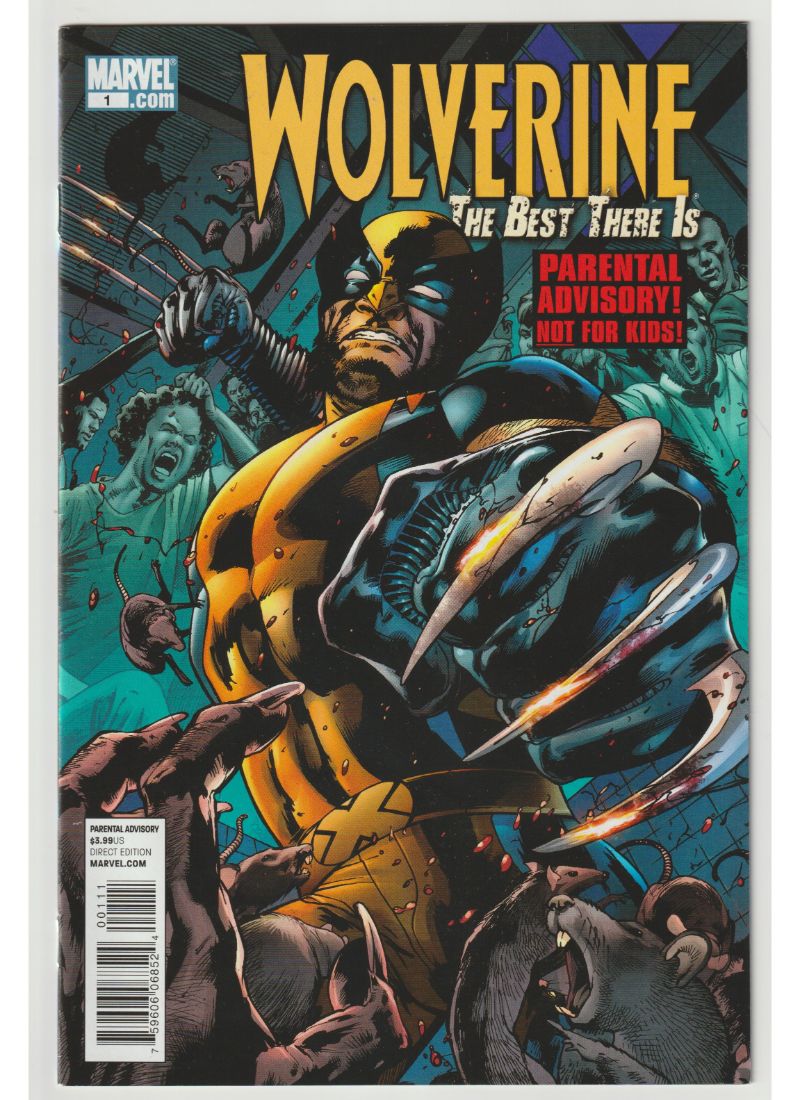 MARVEL®
1 .com
WOLVERINE
THE BEST THERE IS
PARENTAL
ADVISORY!
NOT FOR KIDS!
PARENTAL ADVISORY
$3.99US
DIRECT EDITION
MARVEL.COM
00111
7 59606 06852 4